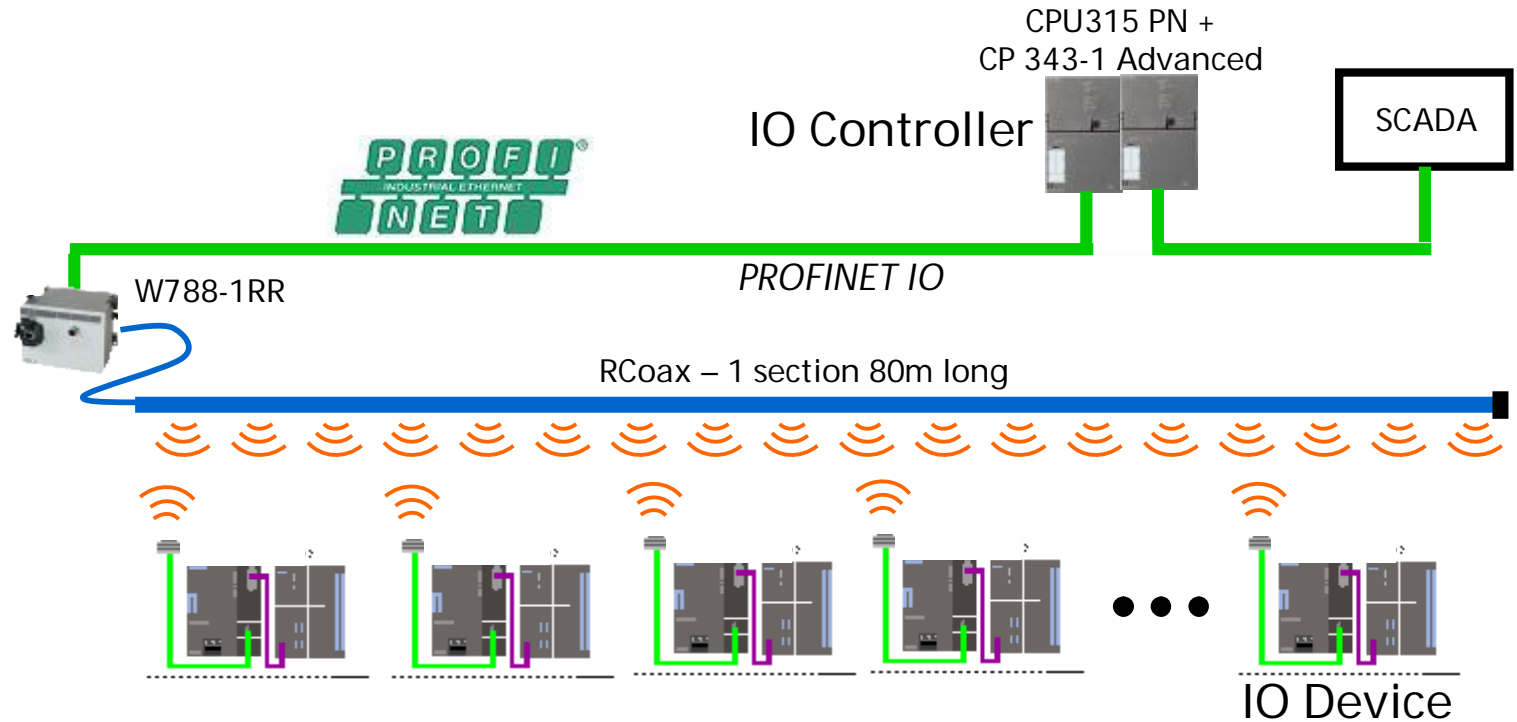 CPU315 PN +
CP 343-1 Advanced
IO Controller
SCADA
PROFI®
INDUSTRIAL ETHERNET
NET
PROFINET IO
W788-1RR
RCoax – 1 section 80m long
IO Device